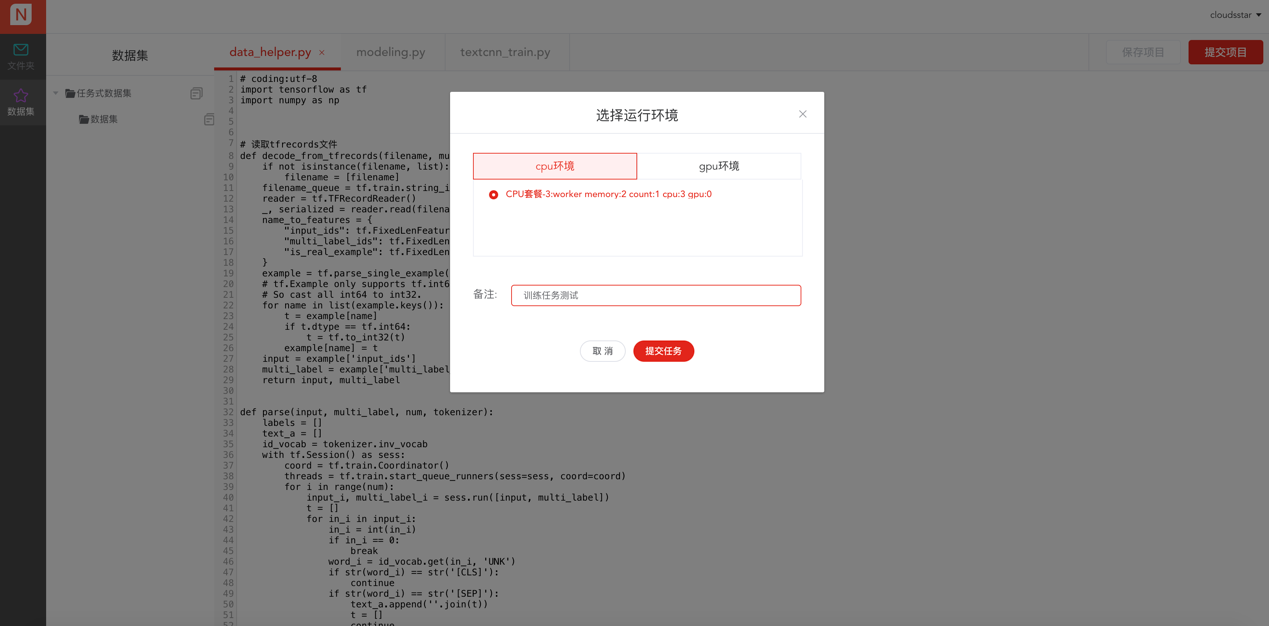 N
cloudsstar
文件夹
数据集
数据集
任务式数据集
数据集
data_helper.py ×
modeling.py
textcnn_train.py
保存项目
提交项目
1 # coding:utf-8
2 import tensorflow as tf
3 import numpy as np
4
5
6
7 # 读取tfrecords文件
8 def decode_from_tfrecords(filename, mu
9 if not isinstance(filename, list):
10 filename = [filename]
11 filename_queue = tf.train.string_i
12 reader = tf.TFRecordReader()
13 _, serialized = reader.read(filena
14 name_to_features = {
15 "input_ids": tf.FixedLenFeatur
16 "multi_label_ids": tf.FixedLen
17 "is_real_example": tf.FixedLen
18 }
19 example = tf.parse_single_example(
20 # tf.Example only supports tf.int6
21 # So cast all int64 to int32.
22 for name in list(example.keys()):
23 t = example[name]
24 if t.dtype == tf.int64:
25 t = tf.to_int32(t)
26 example[name] = t
27 input = example['input_ids']
28 multi_label = example['multi_label
29 return input, multi_label
30
31
32 def parse(input, multi_label, num, tokenizer):
33 labels = []
34 text_a = []
35 id_vocab = tokenizer.inv_vocab
36 with tf.Session() as sess:
37 coord = tf.train.Coordinator()
38 threads = tf.train.start_queue_runners(sess=sess, coord=coord)
39 for i in range(num):
40 input_i, multi_label_i = sess.run([input, multi_label])
41 t = []
42 for in_i in input_i:
43 in_i = int(in_i)
44 if in_i == 0:
45 break
46 word_i = id_vocab.get(in_i, 'UNK')
47 if str(word_i) == str('[CLS]'):
48 continue
49 if str(word_i) == str('[SEP]'):
50 text_a.append(''.join(t))
51 t = []
52 continue
选择运行环境
×
cpu环境
gpu环境
CPU套餐-3:worker memory:2 count:1 cpu:3 gpu:0
备注:
训练任务测试
取 消
提交任务